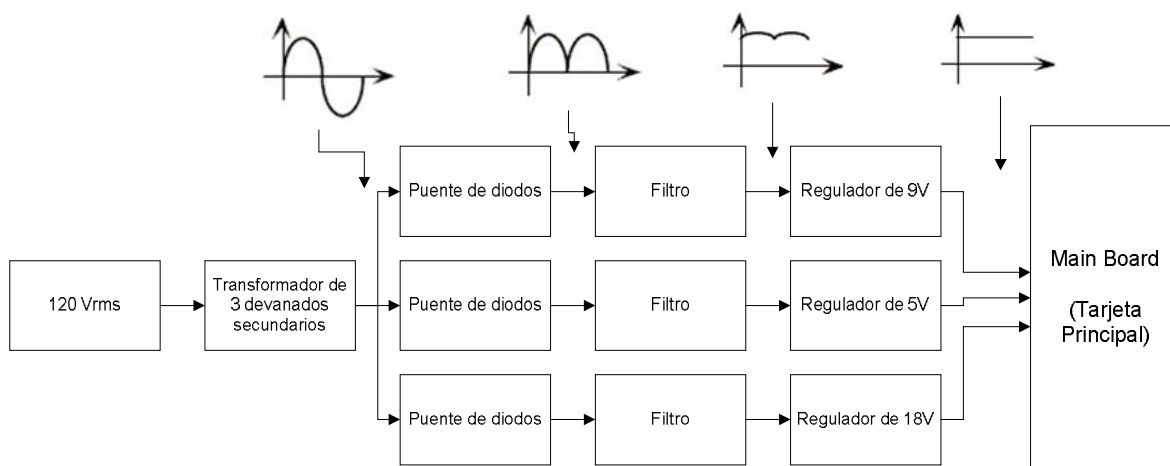 Puente de diodos
Filtro
Regulador de 9V
120 Vrms
Transformador de
3 devanados
secundarios
Puente de diodos
Filtro
Regulador de 5V
Main Board
(Tarjeta
Principal)
Puente de diodos
Filtro
Regulador de 18V